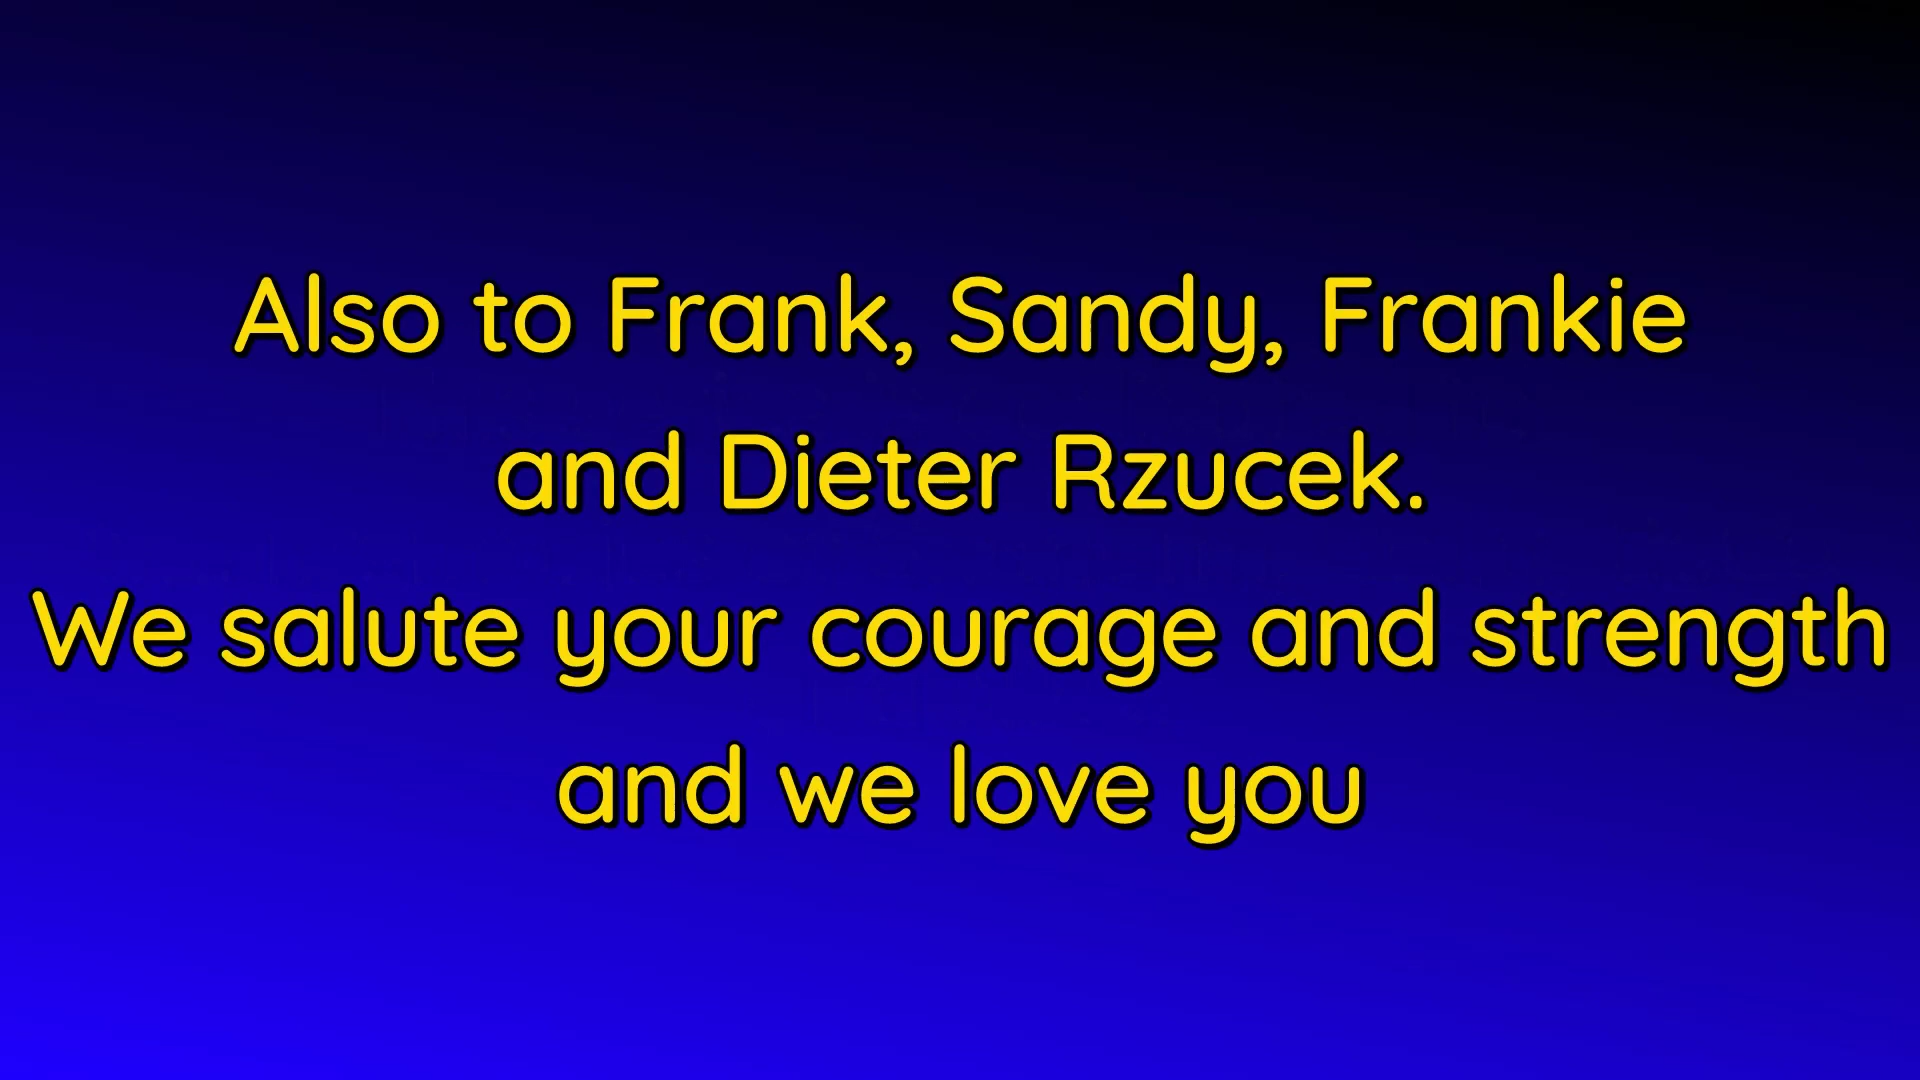 Also to Frank, Sandy, Frankie
and Dieter Rzucek.
We salute your courage and strength
and we love you